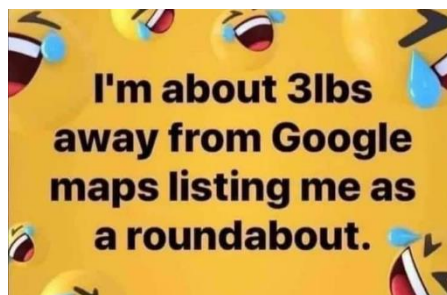 I'm about 3lbs
away from Google
maps listing me as
a roundabout.